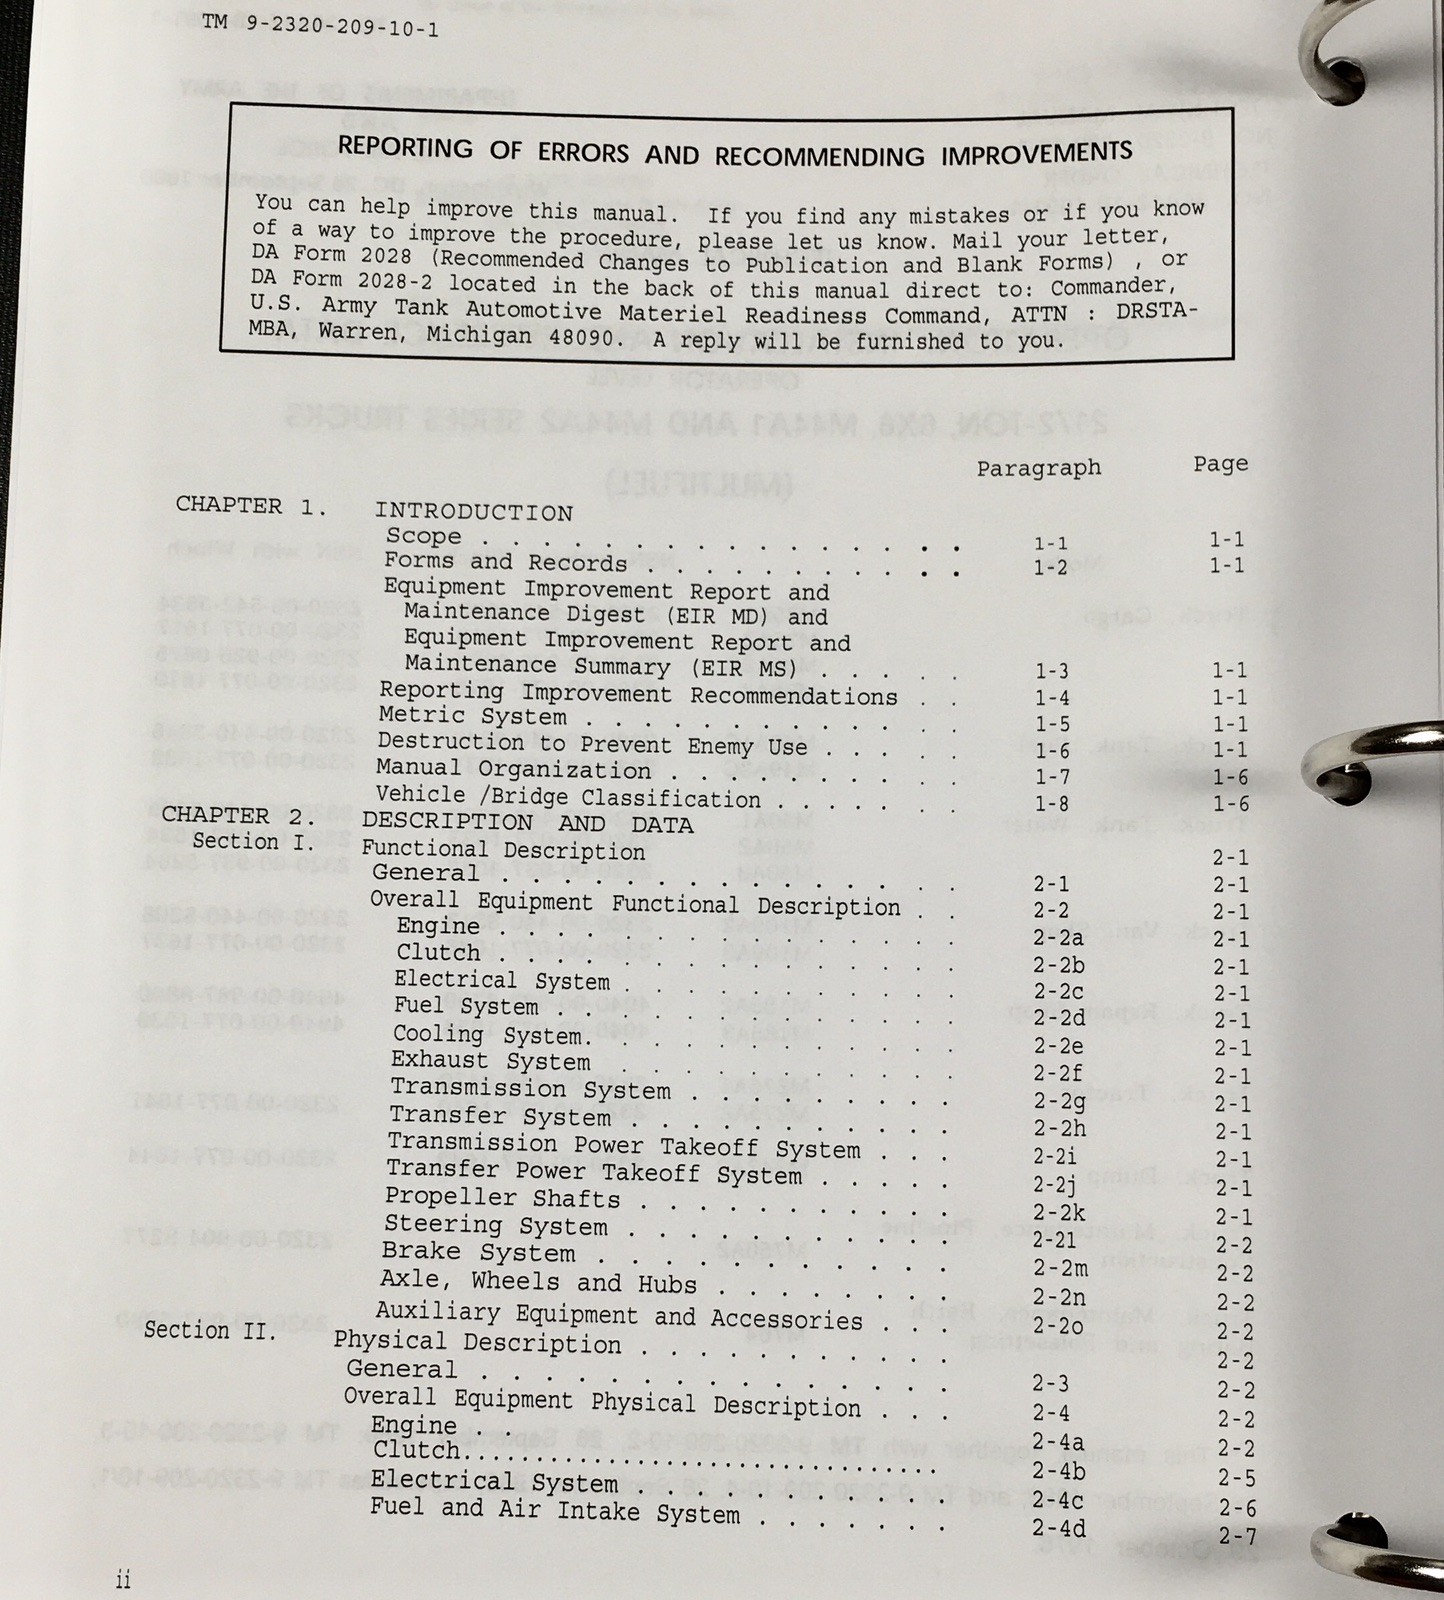 TM 9-2320-209-10-1
REPORTING OF ERRORS AND RECOMMENDING IMPROVEMENTS
You can help improve this manual. If you find any mistakes or if you know
of a way to improve the procedure, please let us know. Mail your letter,
DA Form 2028 (Recommended Changes to Publication and Blank Forms) , or
DA Form 2028-2 located in the back of this manual direct to: Commander,
U.S. Army Tank Automotive Materiel Readiness Command, ATTN : DRSTA-
MBA, Warren, Michigan 48090. A reply will be furnished to you.
Paragraph Page
CHAPTER 1. INTRODUCTION
Scope . . . . . . . . . . . . . . . . 1-1 1-1
Forms and Records . . . . . . . . . . . 1-2 1-1
Equipment Improvement Report and
Maintenance Digest (EIR MD) and
Equipment Improvement Report and
Maintenance Summary (EIR MS) . . . . . 1-3 1-1
Reporting Improvement Recommendations . . 1-4 1-1
Metric System . . . . . . . . . . . . 1-5 1-1
Destruction to Prevent Enemy Use . . . . . 1-6 1-1
Manual Organization . . . . . . . . . . 1-7 1-6
Vehicle /Bridge Classification . . . . . . 1-8 1-6
CHAPTER 2. DESCRIPTION AND DATA
Section I. Functional Description 2-1
General . . . . . . . . . . . . . . . 2-1 2-1
Overall Equipment Functional Description . . 2-2 2-1
Engine . . . . . . . . . . . . . . . 2-2a 2-1
Clutch . . . . . . . . . . . . . . . 2-2b 2-1
Electrical System . . . . . . . . . . . 2-2c 2-1
Fuel System . . . . . . . . . . . . . 2-2d 2-1
Cooling System. . . . . . . . . . . . 2-2e 2-1
Exhaust System . . . . . . . . . . . 2-2f 2-1
Transmission System . . . . . . . . . 2-2g 2-1
Transfer System . . . . . . . . . . . 2-2h 2-1
Transmission Power Takeoff System . . . 2-2i 2-1
Transfer Power Takeoff System . . . . . 2-2j 2-1
Propeller Shafts . . . . . . . . . . . 2-2k 2-1
Steering System . . . . . . . . . . . 2-2l 2-2
Brake System . . . . . . . . . . . . 2-2m 2-2
Axle, Wheels and Hubs . . . . . . . . 2-2n 2-2
Auxiliary Equipment and Accessories . . . 2-2o 2-2
Section II. Physical Description . . . . . . . . . . . 2-2
General . . . . . . . . . . . . . . . . 2-3 2-2
Overall Equipment Physical Description . . . 2-4 2-2
Engine . . 2-4a 2-2
Clutch.................................. 2-4b 2-5
Electrical System . . . . . . . . . . . 2-4c 2-6
Fuel and Air Intake System . . . . . . . 2-4d 2-7
ii